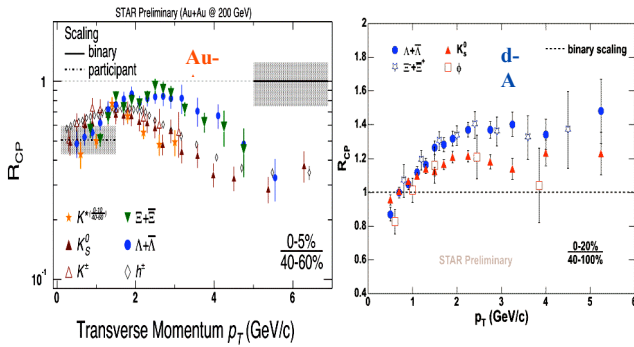 STAR Preliminary (Au+Au @ 200 GeV)
Scaling
binary
participant
Au-
R_CP
1
10⁻¹
K*
K⁰_S
K^±
Ξ+Ξ̄
Λ+Λ̄
h^±
0-5%
40-60%
0 2 4 6
Transverse Momentum p_T (GeV/c)
Λ+Λ̄
Ξ⁻+Ξ̄⁺
K⁰_S
ϕ
d-
A
binary scaling
R_CP
2
1.8
1.6
1.4
1.2
1
0.8
0.6
0.4
STAR Preliminary
0-20%
40-100%
0 1 2 3 4 5 6
p_T (GeV/c)